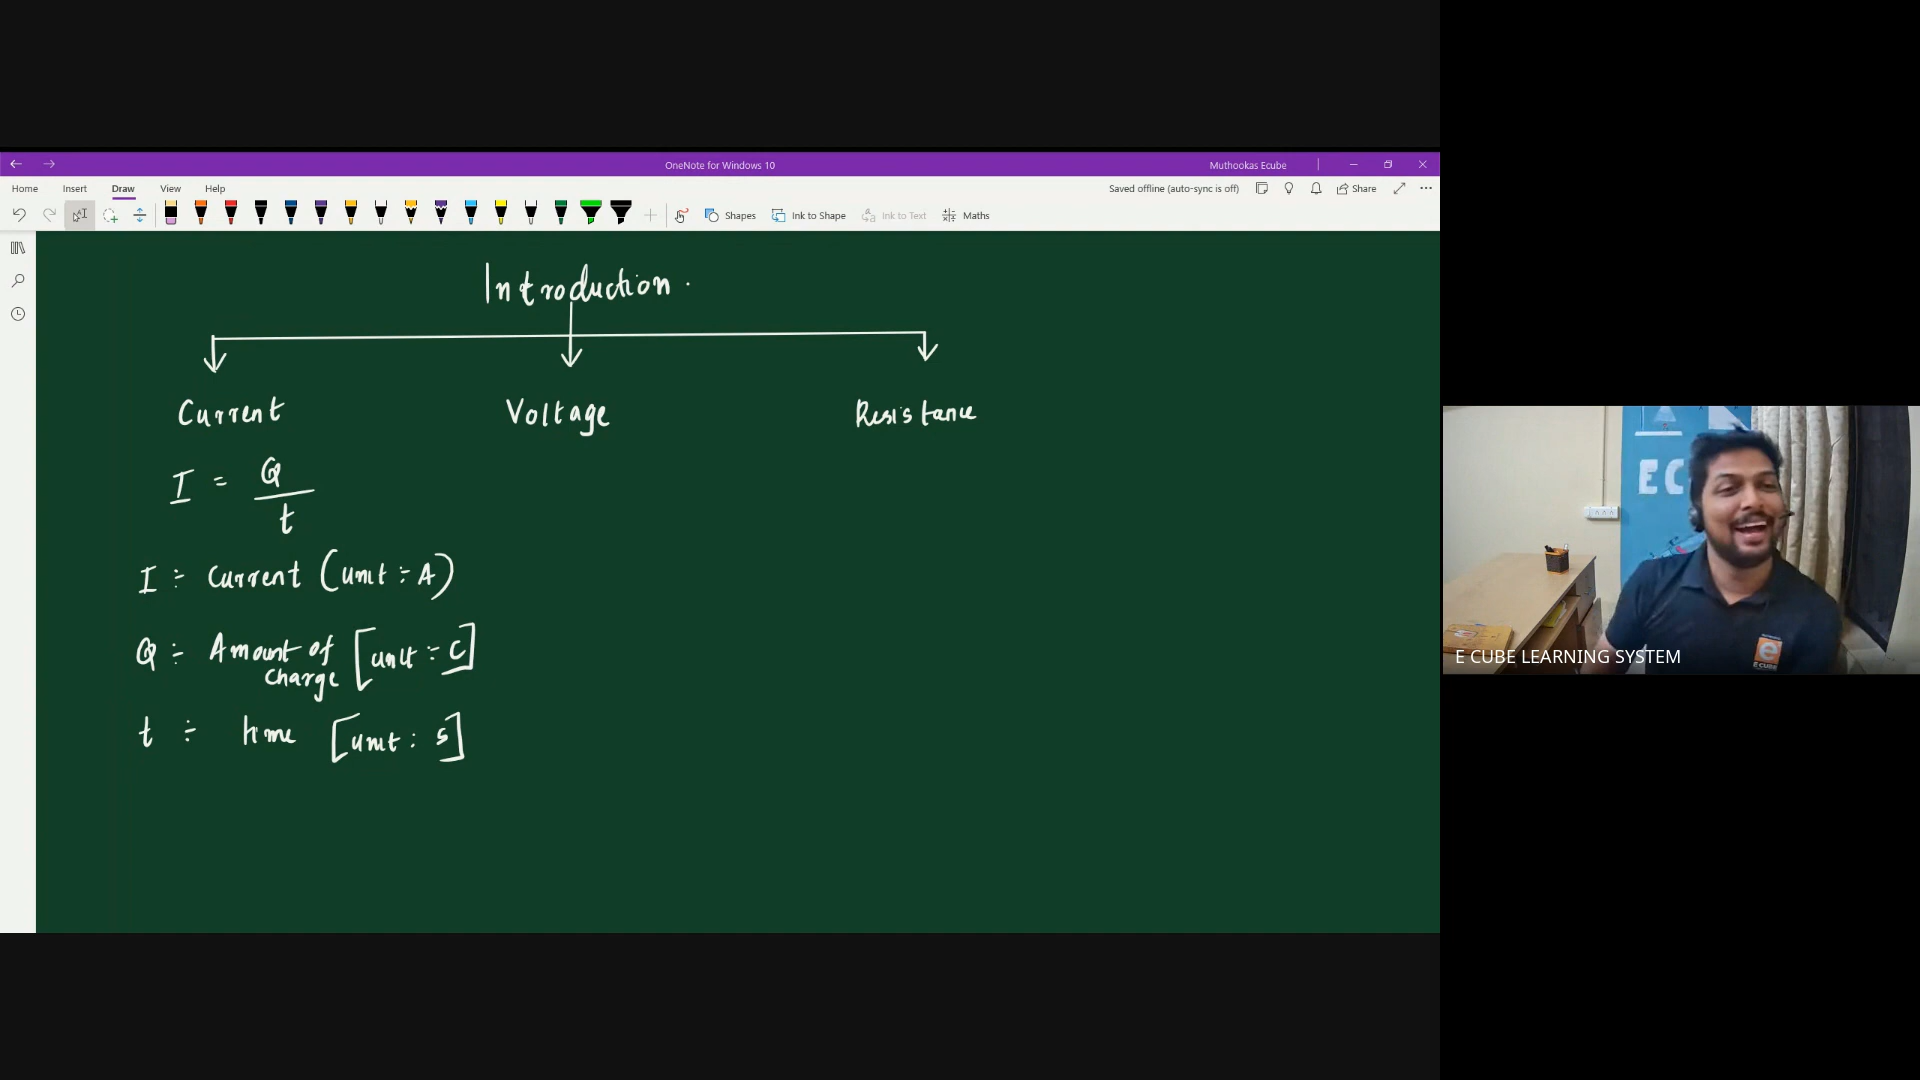 OneNote for Windows 10
Muthookas Ecube
Home Insert Draw View Help
Saved offline (auto-sync is off) Share
Shapes Ink to Shape Ink to Text Maths
Introduction.
Current Voltage Resistance
I = Q
t
I :- Current (unit :- A)
Q :- Amount of [unit :- C]
charge
t :- time [unit : s]
EC
e
E CUBE
E CUBE LEARNING SYSTEM